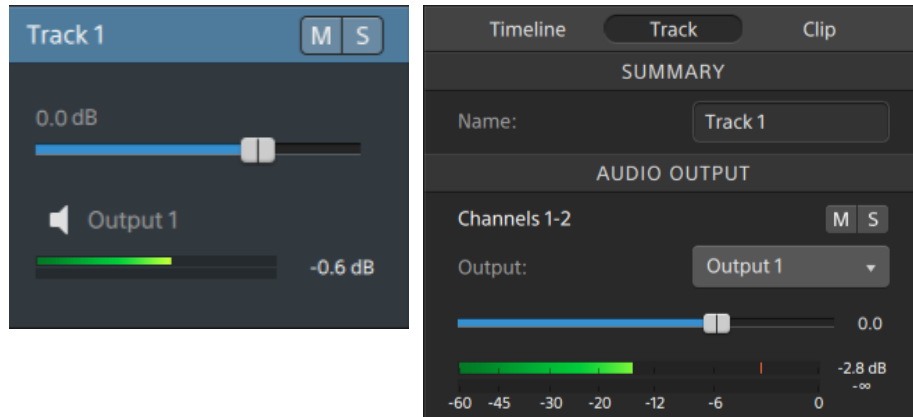 Track 1
M S
0.0 dB
Output 1
-0.6 dB
Timeline Track Clip
SUMMARY
Name: Track 1
AUDIO OUTPUT
Channels 1-2 M S
Output: Output 1
0.0
-2.8 dB
-∞
-60 -45 -30 -20 -12 -6 0